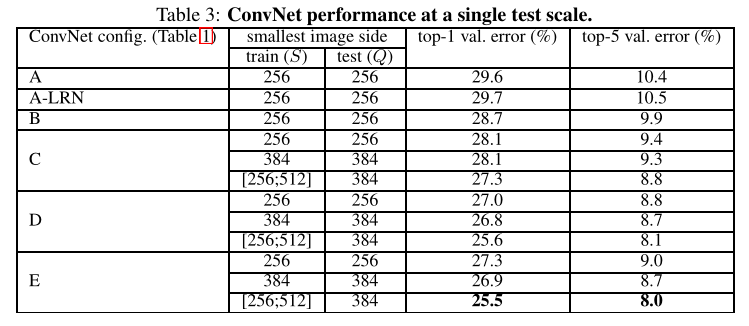 Table 3: ConvNet performance at a single test scale.
ConvNet config. (Table 1) smallest image side top-1 val. error (%) top-5 val. error (%)
train (S) test (Q)
A 256 256 29.6 10.4
A-LRN 256 256 29.7 10.5
B 256 256 28.7 9.9
C 256 256 28.1 9.4
384 384 28.1 9.3
[256;512] 384 27.3 8.8
D 256 256 27.0 8.8
384 384 26.8 8.7
[256;512] 384 25.6 8.1
E 256 256 27.3 9.0
384 384 26.9 8.7
[256;512] 384 25.5 8.0